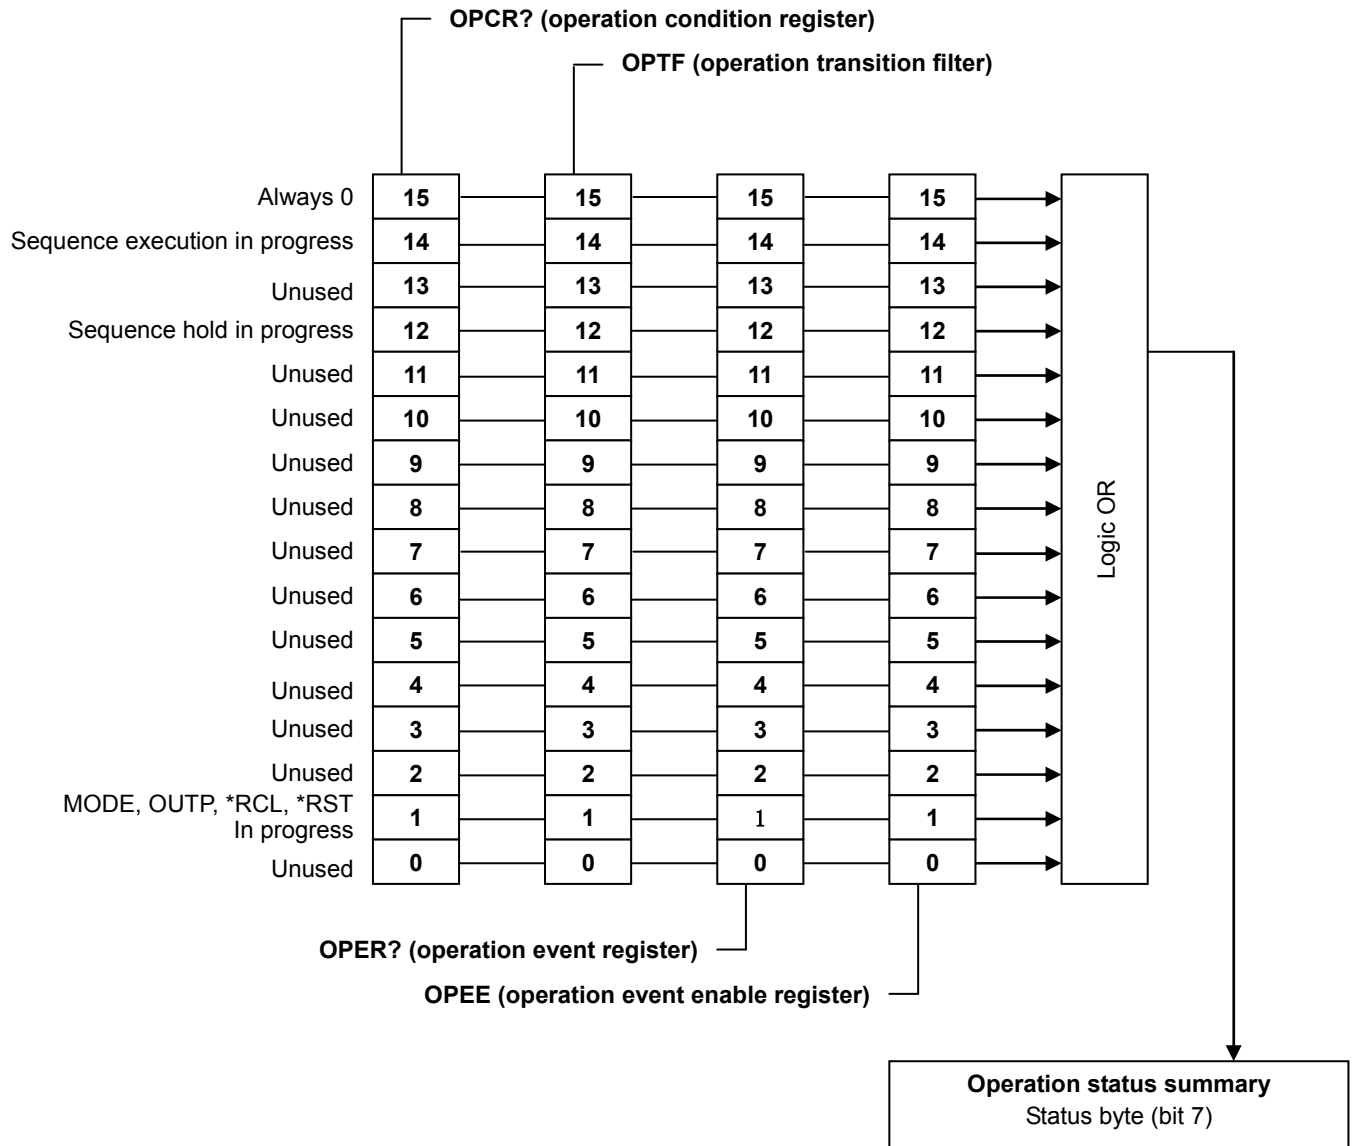 OPCR? (operation condition register)
OPTF (operation transition filter)
Always 0 15 15 15 15
Sequence execution in progress 14 14 14 14
Unused 13 13 13 13
Sequence hold in progress 12 12 12 12
Unused 11 11 11 11
Unused 10 10 10 10
Unused 9 9 9 9
Unused 8 8 8 8
Unused 7 7 7 7
Unused 6 6 6 6
Unused 5 5 5 5
Unused 4 4 4 4
Unused 3 3 3 3
Unused 2 2 2 2
MODE, OUTP, *RCL, *RST
In progress 1 1 1 1
Unused 0 0 0 0
Logic OR
OPER? (operation event register)
OPEE (operation event enable register)
Operation status summary
Status byte (bit 7)